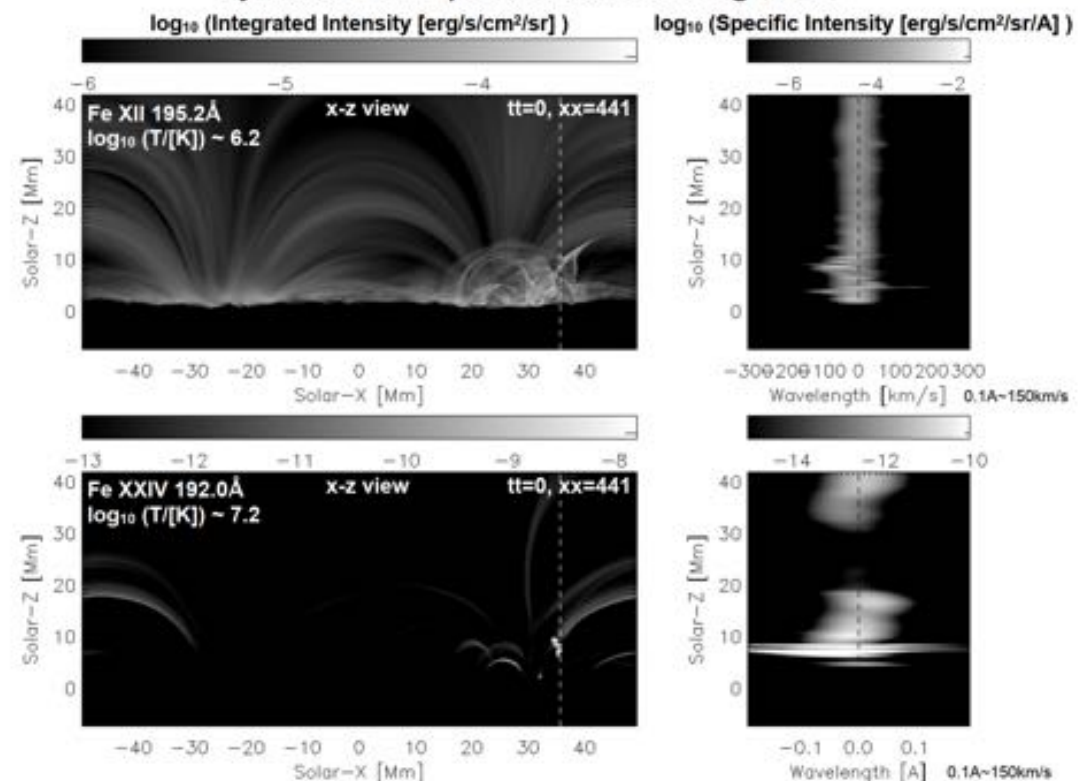 log₁₀ (Integrated Intensity [erg/s/cm²/sr] )
log₁₀ (Specific Intensity [erg/s/cm²/sr/A] )
−6 −5 −4
−6 −4 −2
Fe XII 195.2Å
log₁₀ (T/[K]) ~ 6.2
x-z view
tt=0, xx=441
Solar−Z [Mm]
40
30
20
10
0
−40 −30 −20 −10 0 10 20 30 40
Solar−X [Mm]
Solar−Z [Mm]
40
30
20
10
0
−300−200−100 0 100200300
Wavelength [km/s] 0.1A~150km/s
−13 −12 −11 −10 −9 −8
−14 −12 −10
Fe XXIV 192.0Å
log₁₀ (T/[K]) ~ 7.2
x-z view
tt=0, xx=441
Solar−Z [Mm]
40
30
20
10
0
−40 −30 −20 −10 0 10 20 30 40
Solar−X [Mm]
Solar−Z [Mm]
40
30
20
10
0
−0.1 0.0 0.1
Wavelength [A] 0.1A~150km/s